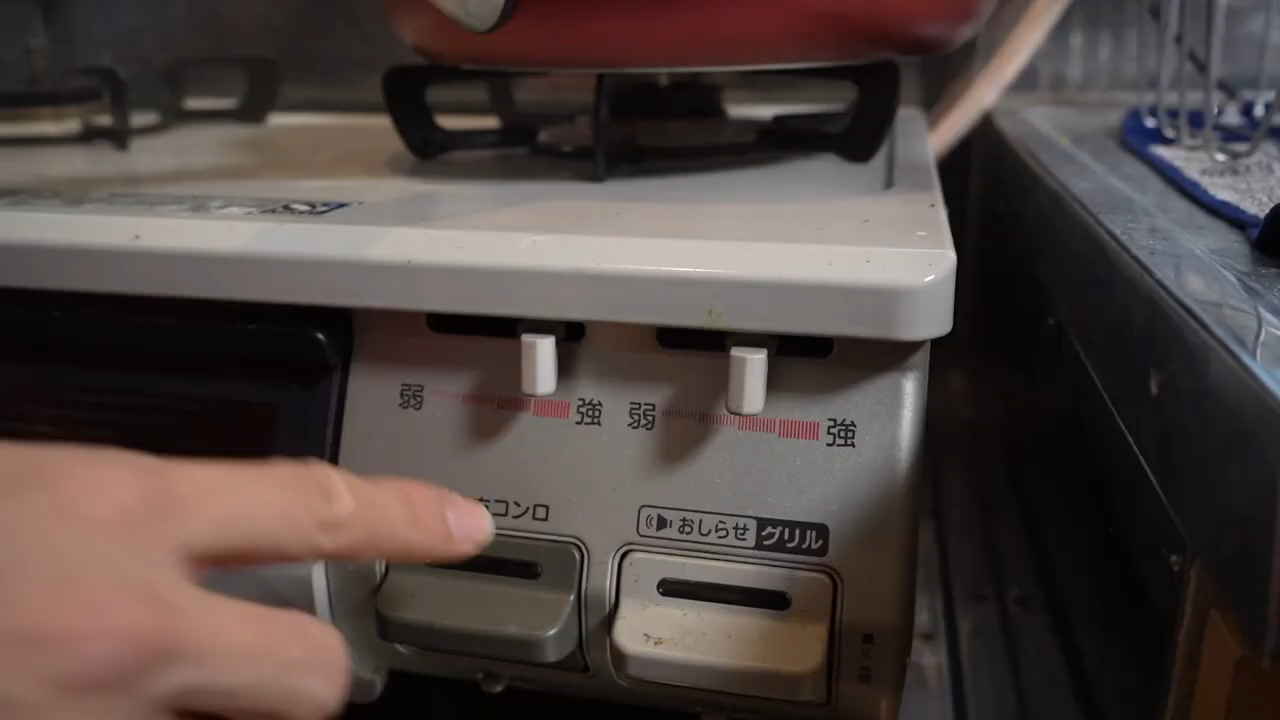 弱 強 弱 強
コンロ
おしらせ グリル